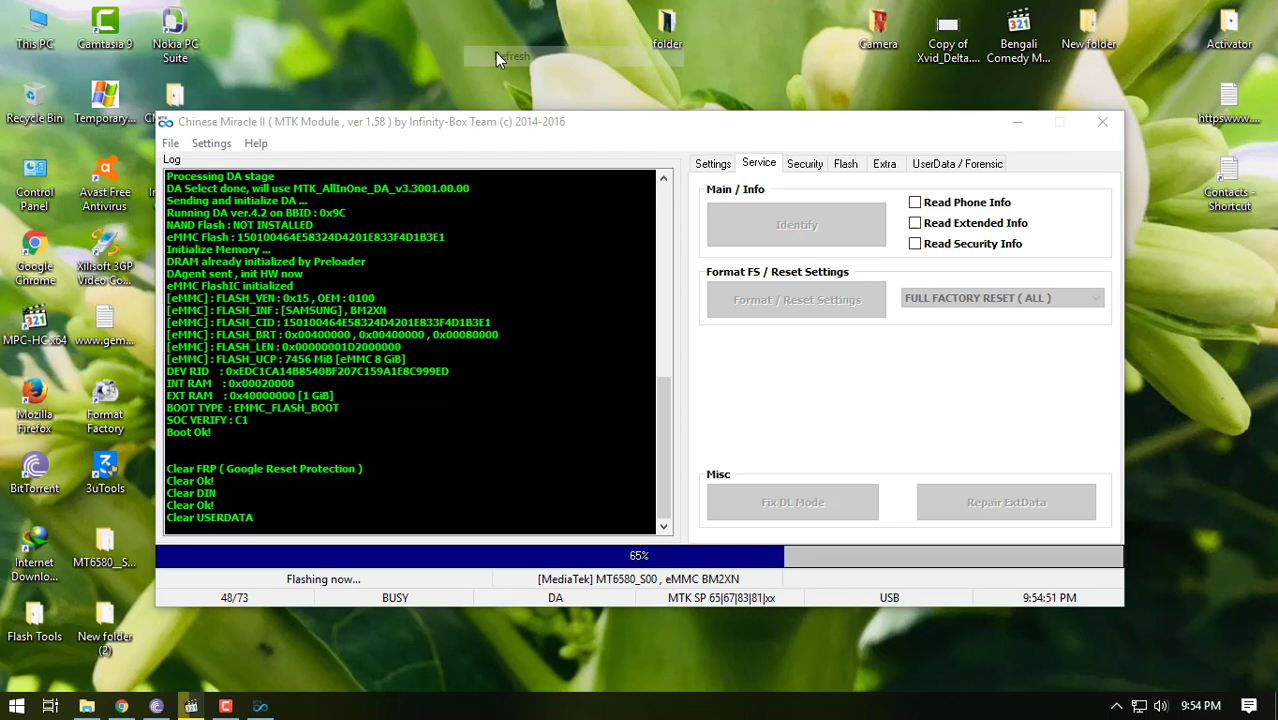 This PC
Camtasia 9
Nokia PC
Suite
folder
Camera
Copy of
Xvid_Delta....
Bengali
Comedy M...
New folder
Activator
Refresh
Recycle Bin
Temporary...
httpswww....
Control
Panel
Avast Free
Antivirus
Contacts -
Shortcut
Google
Chrome
Xilisoft 3GP
Video Co...
MPC-HC x64
www.gem...
Mozilla
Firefox
Format
Factory
BitTorrent
3uTools
Internet
Downlo...
MT6580__S...
Flash Tools
New folder
(2)
Chinese Miracle II ( MTK Module , ver 1.58 ) by Infinity-Box Team (c) 2014-2016
File Settings Help
Log
Processing DA stage
DA Select done, will use MTK_AllInOne_DA_v3.3001.00.00
Sending and initialize DA ...
Running DA ver.4.2 on BBID : 0x9C
NAND Flash : NOT INSTALLED
eMMC Flash : 150100464E58324D4201E833F4D1B3E1
Initialize Memory ...
DRAM already initialized by Preloader
DAgent sent , init HW now
eMMC FlashIC initialized
[eMMC] : FLASH_VEN : 0x15 , OEM : 0100
[eMMC] : FLASH_INF : [SAMSUNG] , BM2XN
[eMMC] : FLASH_CID : 150100464E58324D4201E833F4D1B3E1
[eMMC] : FLASH_BRT : 0x00400000 , 0x00400000 , 0x00080000
[eMMC] : FLASH_LEN : 0x00000001D2000000
[eMMC] : FLASH_UCP : 7456 MiB [eMMC 8 GiB]
DEV RID : 0xEDC1CA14B8540BF207C159A1E8C999ED
INT RAM : 0x00020000
EXT RAM : 0x40000000 [1 GiB]
BOOT TYPE : EMMC_FLASH_BOOT
SOC VERIFY : C1
Boot Ok!
Clear FRP ( Google Reset Protection )
Clear Ok!
Clear DIN
Clear Ok!
Clear USERDATA
Settings Service Security Flash Extra UserData / Forensic
Main / Info
Identify
Read Phone Info
Read Extended Info
Read Security Info
Format FS / Reset Settings
Format / Reset Settings
FULL FACTORY RESET ( ALL )
Misc
Fix DL Mode
Repair ExtData
65%
Flashing now... [MediaTek] MT6580_S00 , eMMC BM2XN
48/73 BUSY DA MTK SP 65|67|83|81|xx USB 9:54:51 PM
9:54 PM